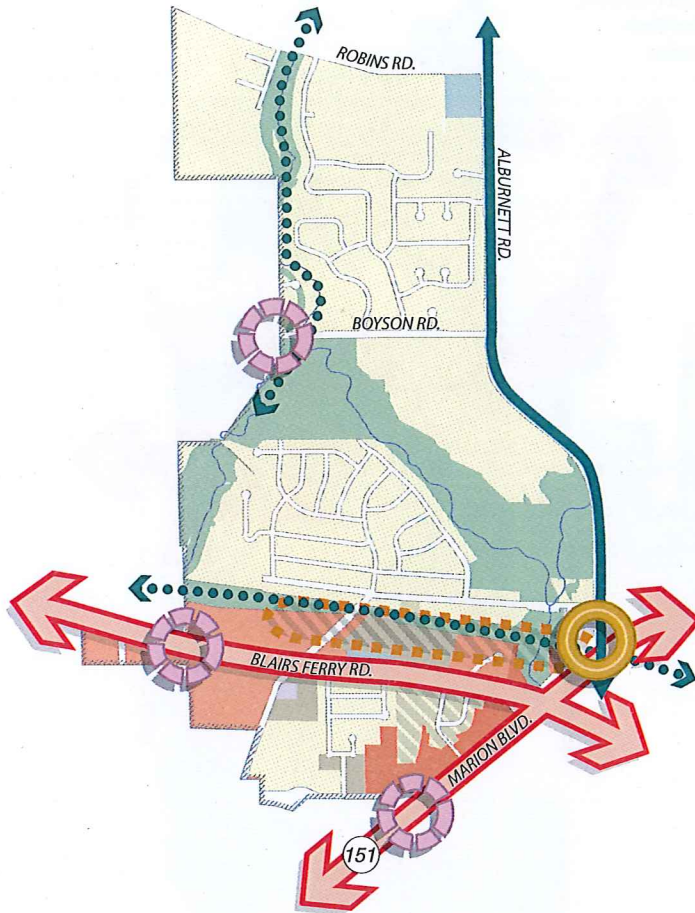 ROBINS RD.
ALBURNETT RD.
BOYSON RD.
BLAIRS FERRY RD.
MARION BLVD.
151